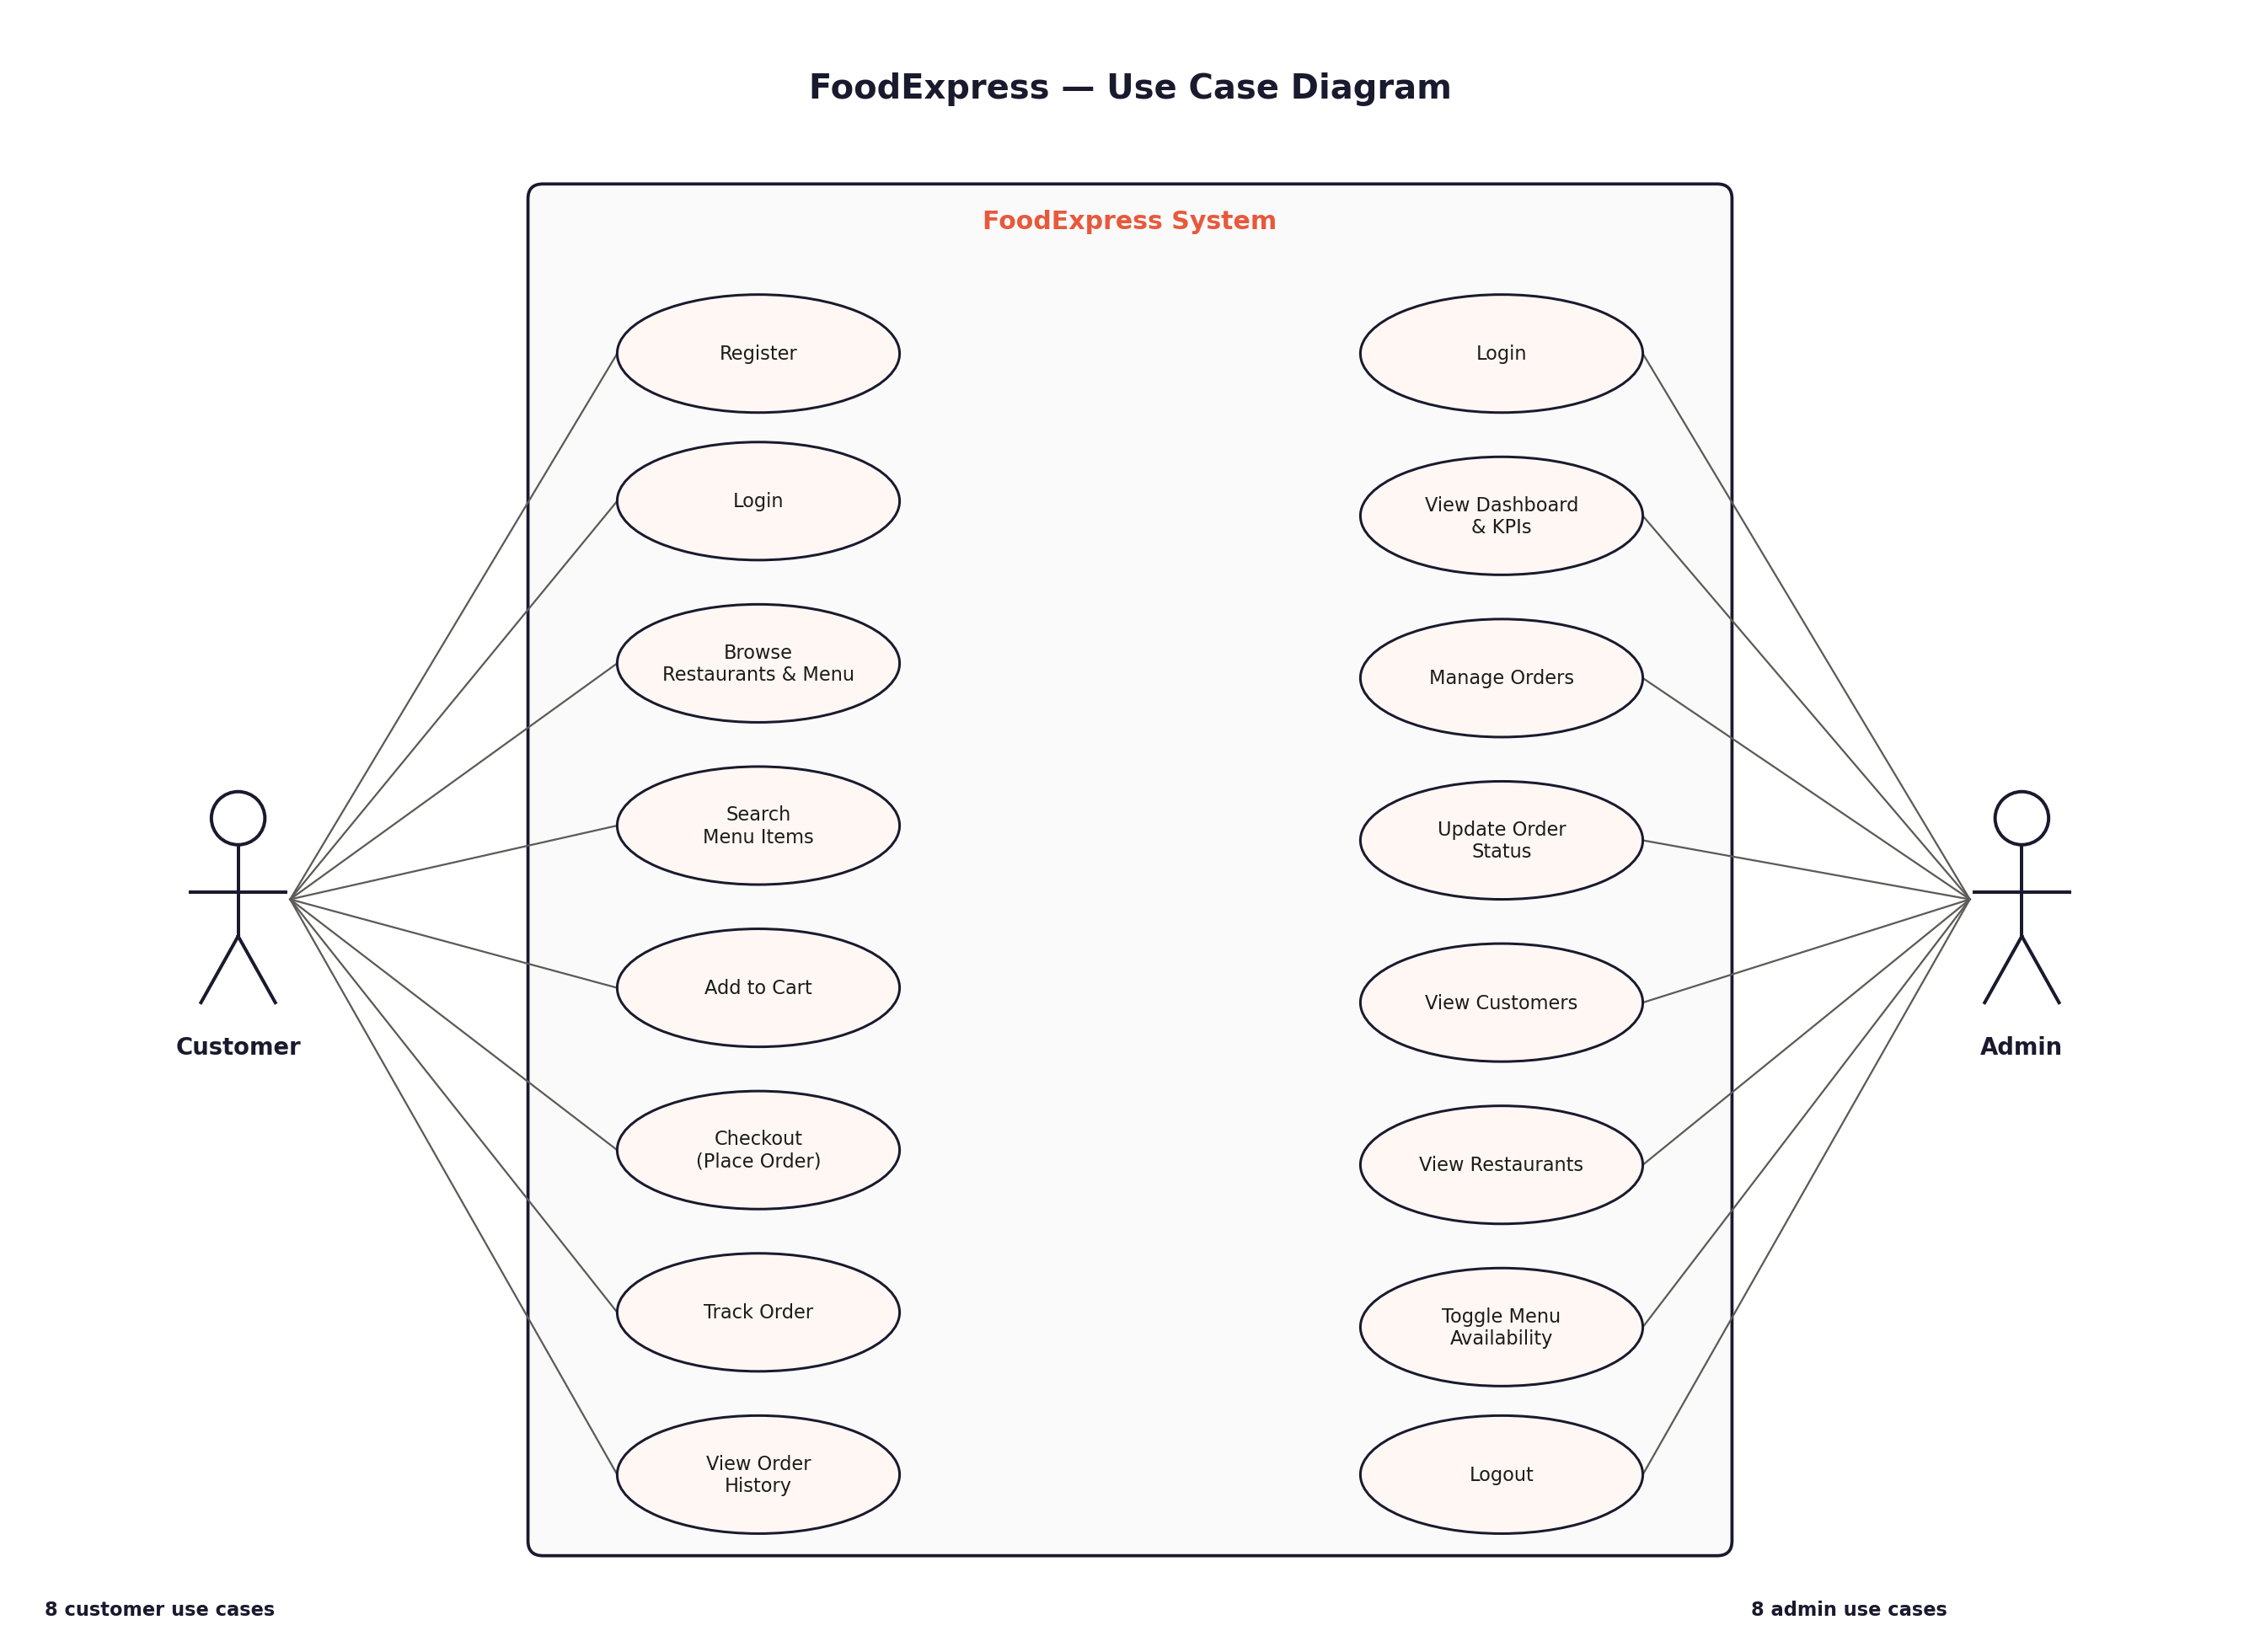 FoodExpress — Use Case Diagram
FoodExpress System
Register
Login
Browse
Restaurants & Menu
Search
Menu Items
Add to Cart
Checkout
(Place Order)
Track Order
View Order
History
Login
View Dashboard
& KPIs
Manage Orders
Update Order
Status
View Customers
View Restaurants
Toggle Menu
Availability
Logout
Customer
Admin
8 customer use cases
8 admin use cases